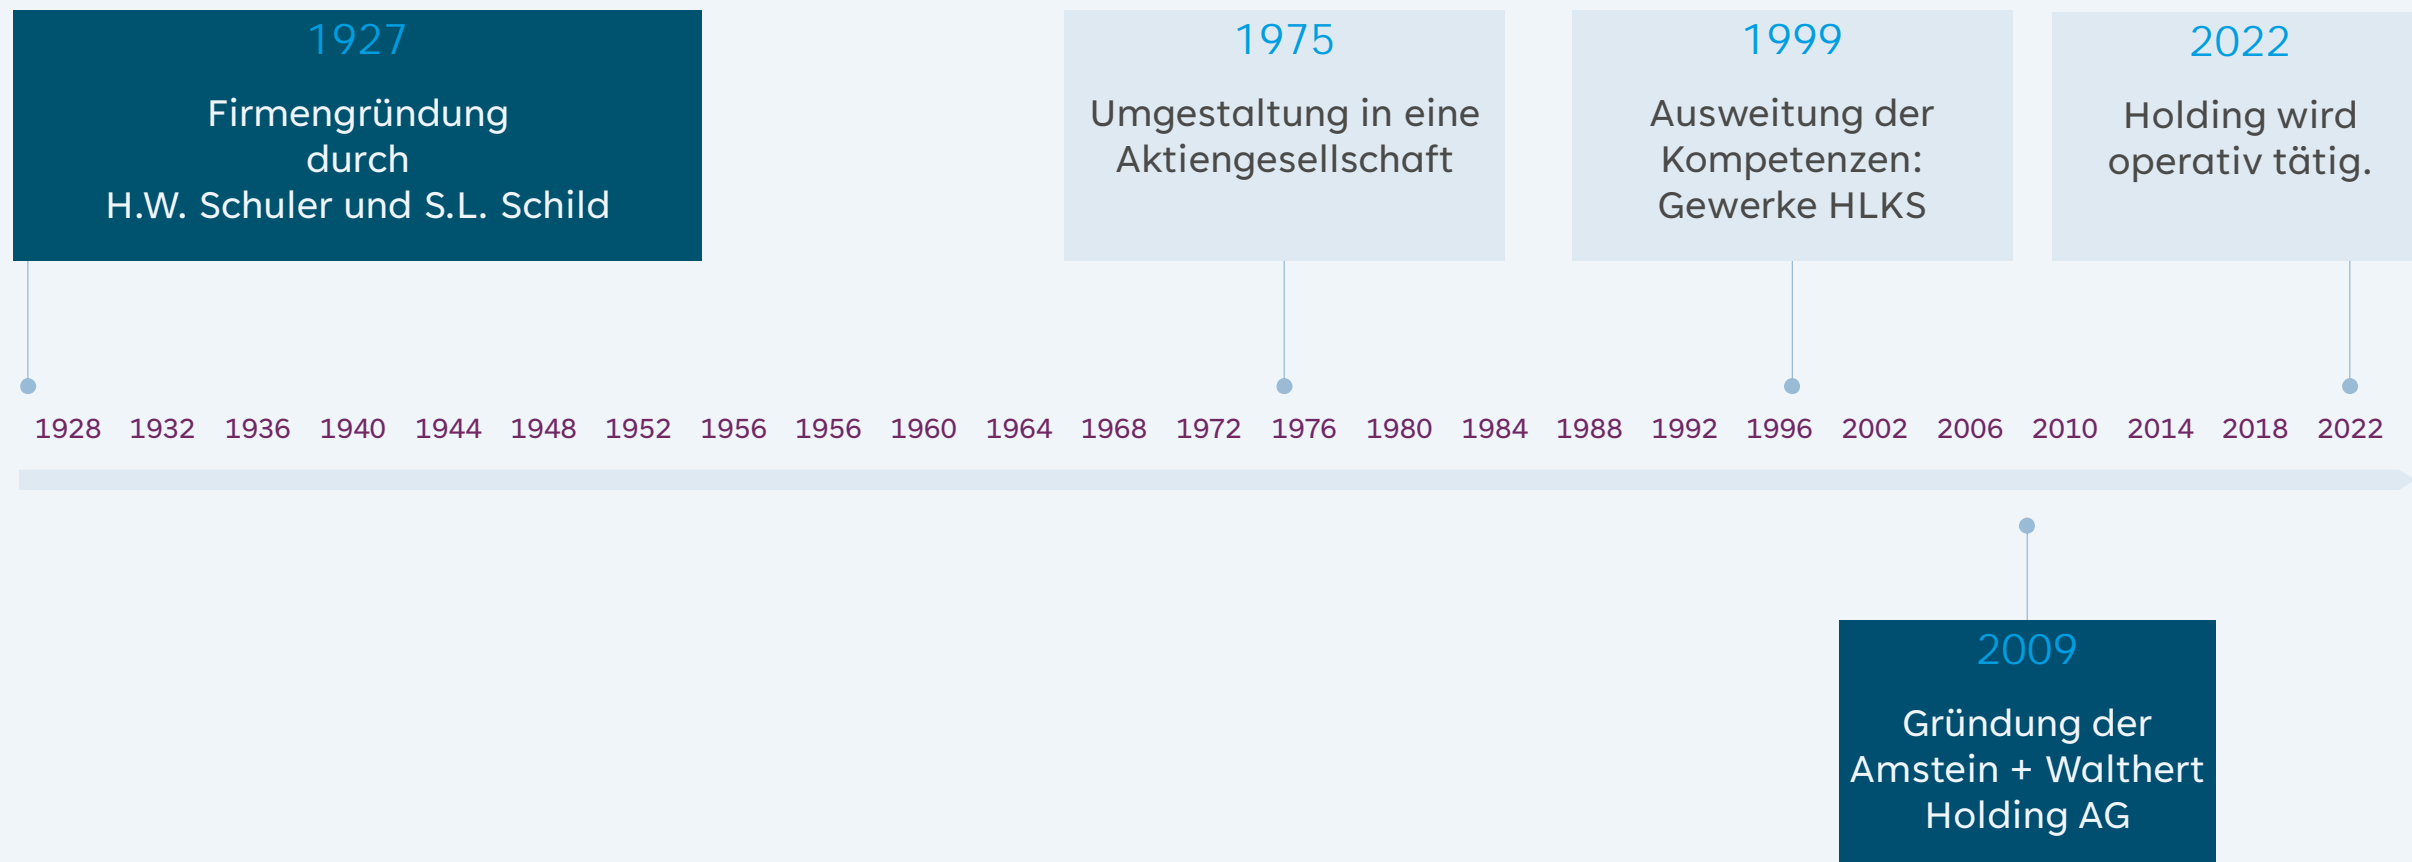 1927
Firmengründung
durch
H.W. Schuler und S.L. Schild
1975
Umgestaltung in eine
Aktiengesellschaft
1999
Ausweitung der
Kompetenzen:
Gewerke HLKS
2022
Holding wird
operativ tätig.
1928 1932 1936 1940 1944 1948 1952 1956 1956 1960 1964 1968 1972 1976 1980 1984 1988 1992 1996 2002 2006 2010 2014 2018 2022
2009
Gründung der
Amstein + Walthert
Holding AG